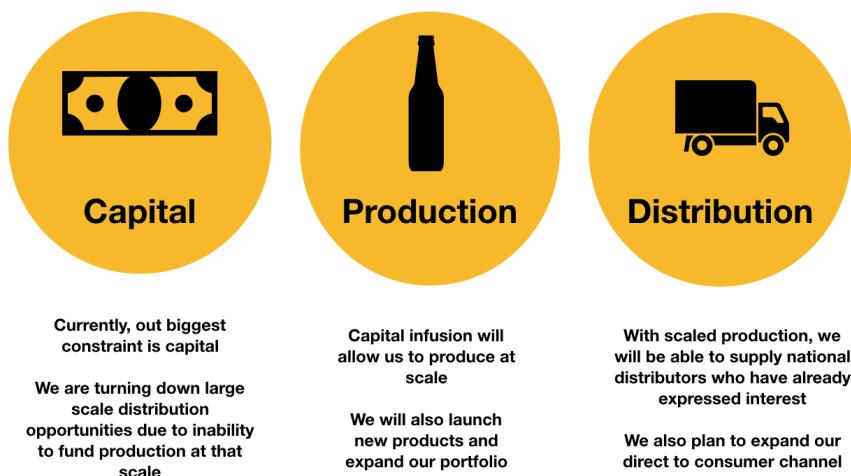 Capital
Currently, out biggest
constraint is capital
We are turning down large
scale distribution
opportunities due to inability
to fund production at that
scale
Production
Capital infusion will
allow us to produce at
scale
We will also launch
new products and
expand our portfolio
Distribution
With scaled production, we
will be able to supply national
distributors who have already
expressed interest
We also plan to expand our
direct to consumer channel